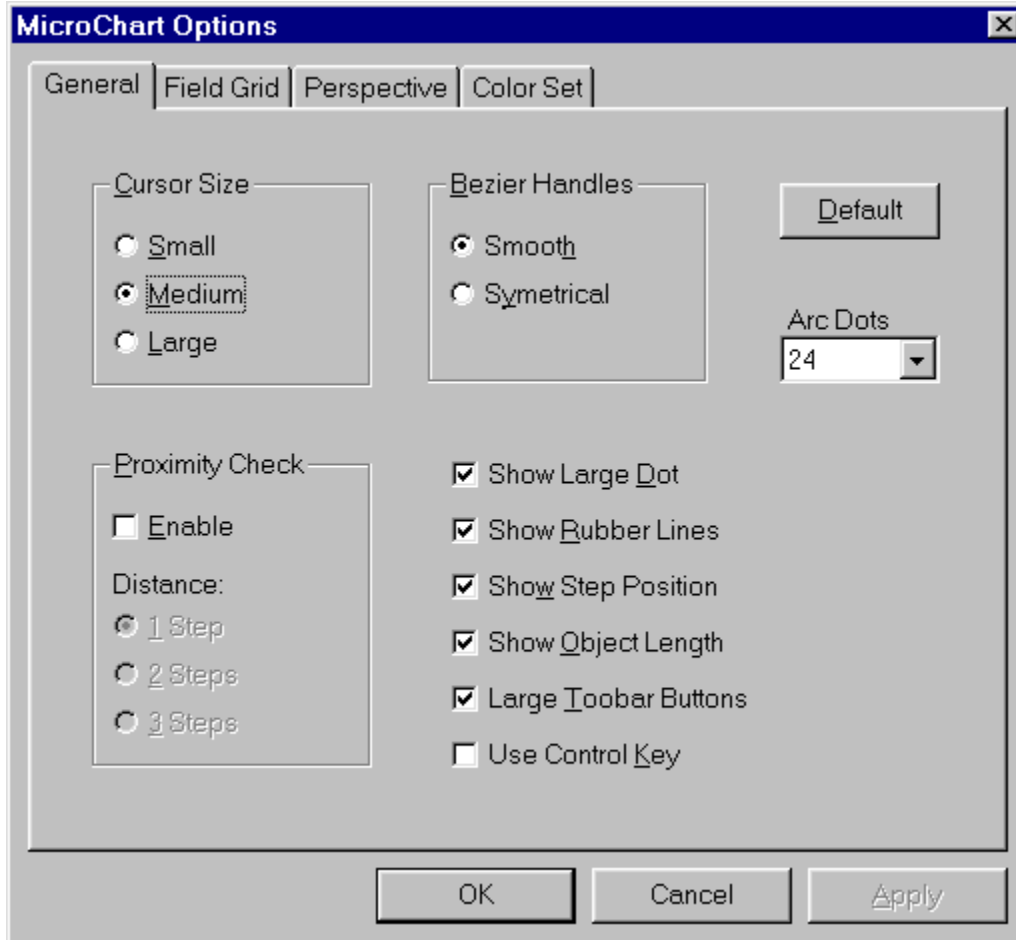 MicroChart Options
General
Field Grid
Perspective
Color Set
Cursor Size
Small
Medium
Large
Bezier Handles
Smooth
Symetrical
Default
Arc Dots
24
Proximity Check
Enable
Distance:
1 Step
2 Steps
3 Steps
Show Large Dot
Show Rubber Lines
Show Step Position
Show Object Length
Large Toobar Buttons
Use Control Key
OK
Cancel
Apply